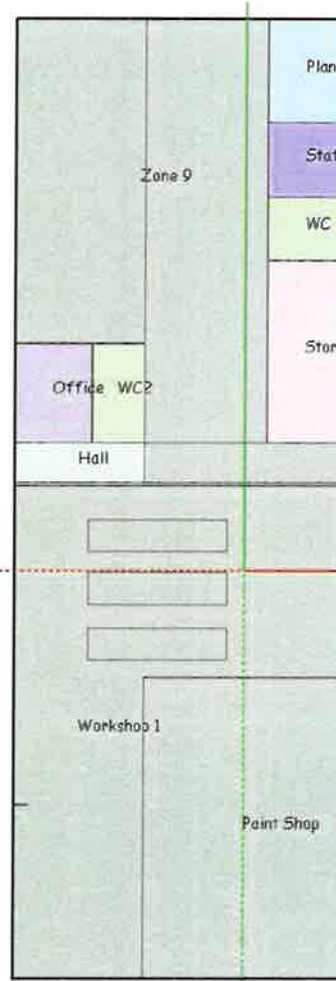 Plan
Zone 9
Stat
WC
Stor
Office
WC2
Hall
Workshop 1
Paint Shop